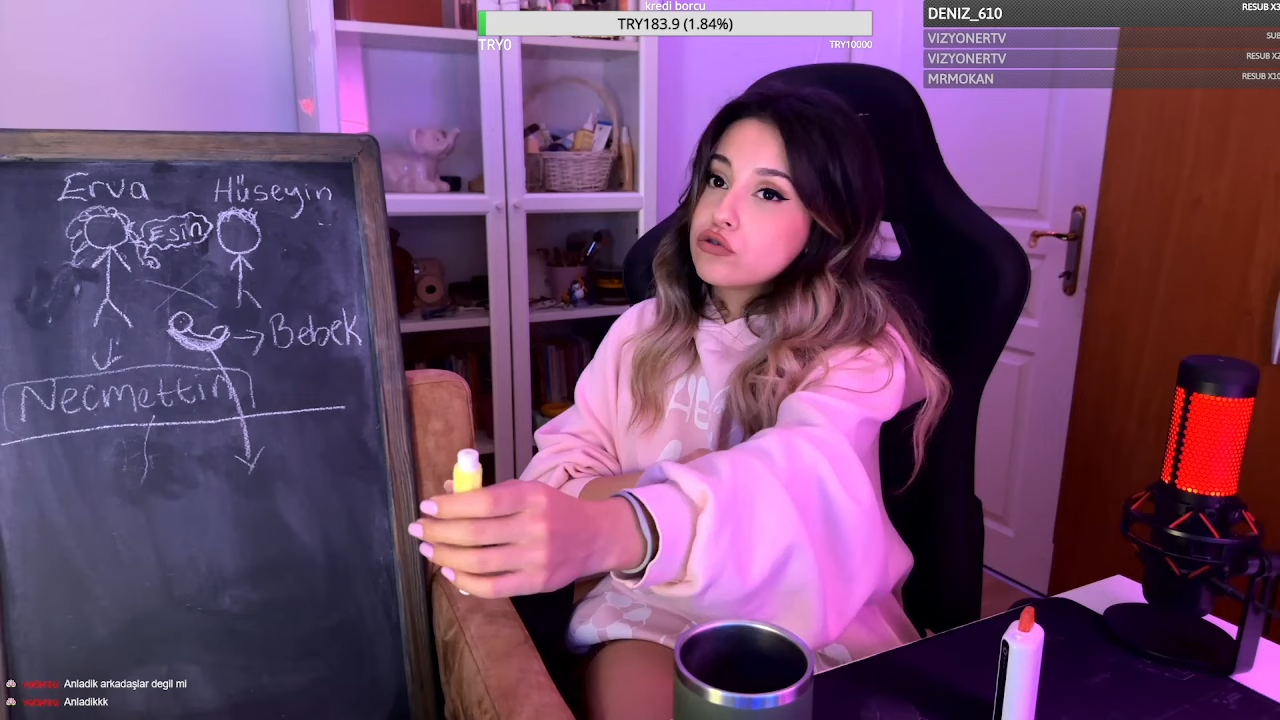 kredi borcu
TRY183.9 (1.84%)
TRY0
TRY10000
DENIZ_610
RESUB X3
VIZYONERTV
SUB
VIZYONERTV
RESUB X2
MRMOKAN
RESUB X10
Erva
Hüseyin
Esin
Bebek
Necmettin
Anladik arkadaşlar degil mi
Anladikkk